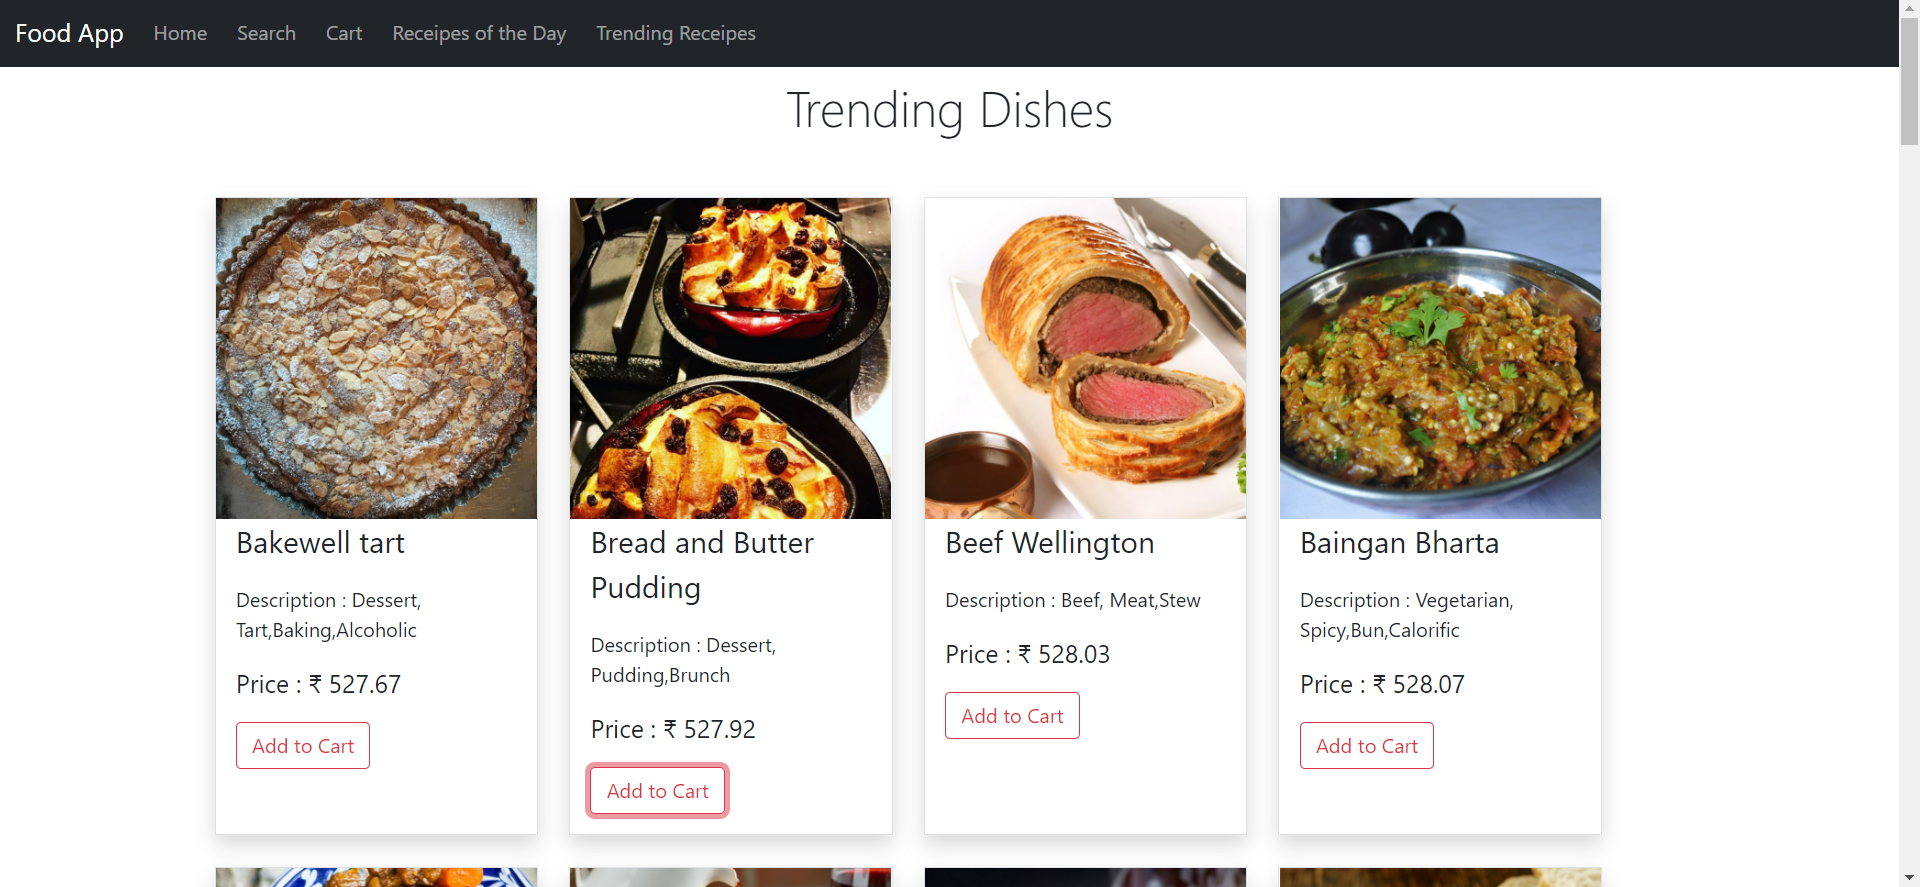 Food App Home Search Cart Receipes of the Day Trending Receipes
Trending Dishes
Bakewell tart
Description : Dessert,
Tart,Baking,Alcoholic
Price : ₹ 527.67
Add to Cart
Bread and Butter
Pudding
Description : Dessert,
Pudding,Brunch
Price : ₹ 527.92
Add to Cart
Beef Wellington
Description : Beef, Meat,Stew
Price : ₹ 528.03
Add to Cart
Baingan Bharta
Description : Vegetarian,
Spicy,Bun,Calorific
Price : ₹ 528.07
Add to Cart